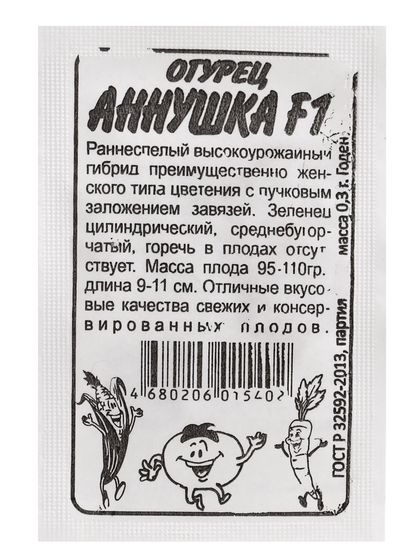 ОГУРЕЦ
АННУШКА F1
Раннеспелый высокоурожайный
гибрид преимущественно жен-
ского типа цветения с пучковым
заложением завязей. Зеленец
цилиндрический, среднебугор-
чатый, горечь в плодах отсут
ствует. Масса плода 95-110гр.
длина 9-11 см. Отличные вкусо-
вые качества свежих и консер-
вированных плодов.
4 680206 015402
ГОСТ Р 32592-2013, партия
масса 0,3 г. Годен